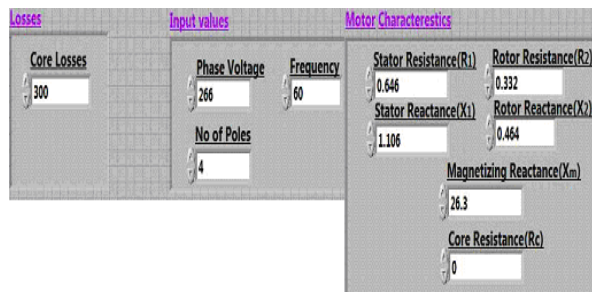 Losses
Core Losses
300
Input values
Phase Voltage
266
Frequency
60
No of Poles
4
Motor Characterestics
Stator Resistance(R1)
0.646
Rotor Resistance(R2)
0.332
Stator Reactance(X1)
1.106
Rotor Reactance(X2)
0.464
Magnetizing Reactance(Xm)
26.3
Core Resistance(Rc)
0